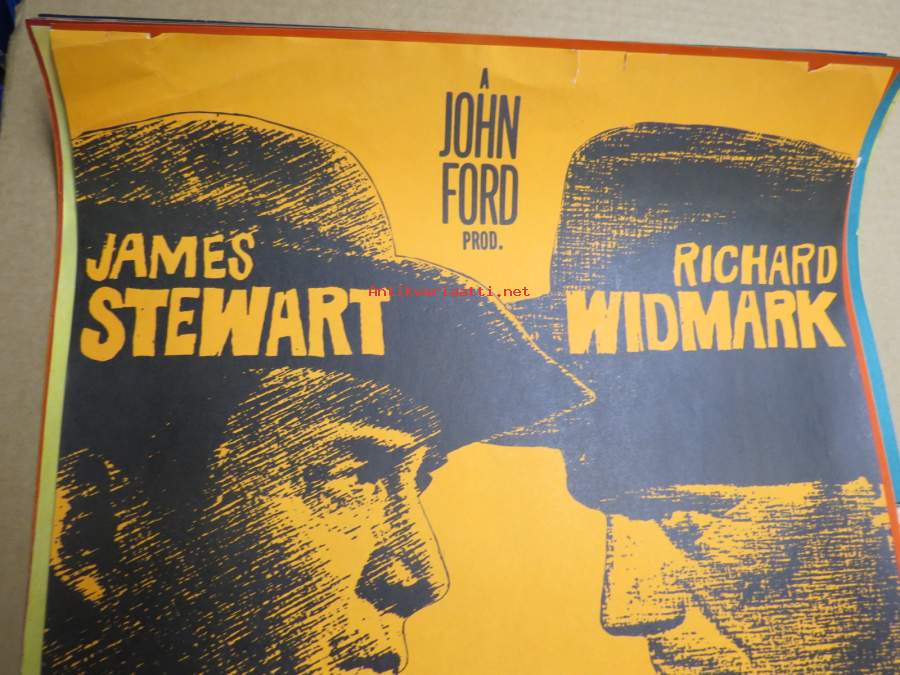 A
JOHN
FORD
PROD.
JAMES
STEWART
RICHARD
WIDMARK
Antikvariaatti.net